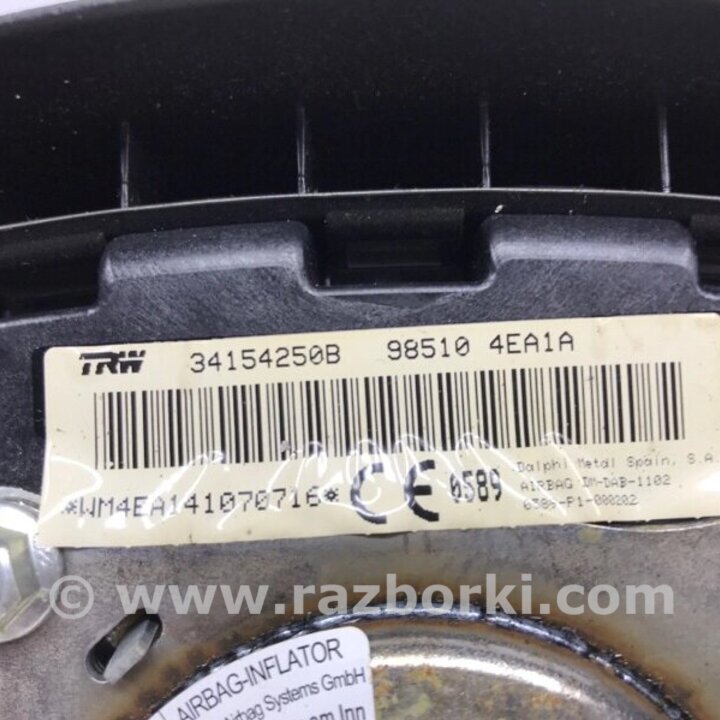 TRW 34154250B 98510 4EA1A
*WM4EA141070716* CE 0589
Dalphi Metal Spain, S.A.
AIRBAG DM-DAB-1102
0589-P1-000202
© www.razborki.com
AIRBAG-INFLATOR
Airbag Systems GmbH